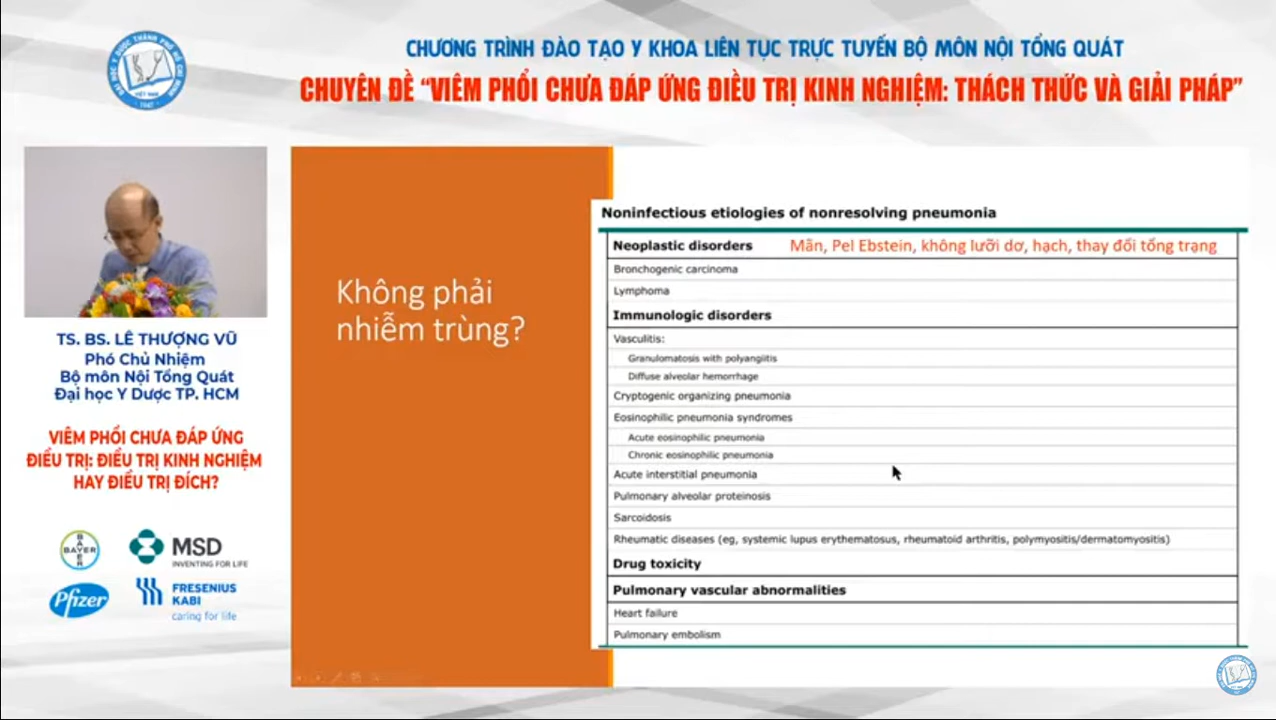 CHƯƠNG TRÌNH ĐÀO TẠO Y KHOA LIÊN TỤC TRỰC TUYẾN BỘ MÔN NỘI TỔNG QUÁT
CHUYÊN ĐỀ “VIÊM PHỔI CHƯA ĐÁP ỨNG ĐIỀU TRỊ KINH NGHIỆM: THÁCH THỨC VÀ GIẢI PHÁP”
TS. BS. LÊ THƯỢNG VŨ
Phó Chủ Nhiệm
Bộ môn Nội Tổng Quát
Đại học Y Dược TP. HCM
VIÊM PHỔI CHƯA ĐÁP ỨNG
ĐIỀU TRỊ: ĐIỀU TRỊ KINH NGHIỆM
HAY ĐIỀU TRỊ ĐÍCH?
BAYER
MSD
INVENTING FOR LIFE
Pfizer
FRESENIUS
KABI
caring for life
Không phải
nhiễm trùng?
Noninfectious etiologies of nonresolving pneumonia
Neoplastic disorders Mãn, Pel Ebstein, không lưỡi dơ, hạch, thay đổi tổng trạng
Bronchogenic carcinoma
Lymphoma
Immunologic disorders
Vasculitis:
Granulomatosis with polyangiitis
Diffuse alveolar hemorrhage
Cryptogenic organizing pneumonia
Eosinophilic pneumonia syndromes
Acute eosinophilic pneumonia
Chronic eosinophilic pneumonia
Acute interstitial pneumonia
Pulmonary alveolar proteinosis
Sarcoidosis
Rheumatic diseases (eg, systemic lupus erythematosus, rheumatoid arthritis, polymyositis/dermatomyositis)
Drug toxicity
Pulmonary vascular abnormalities
Heart failure
Pulmonary embolism